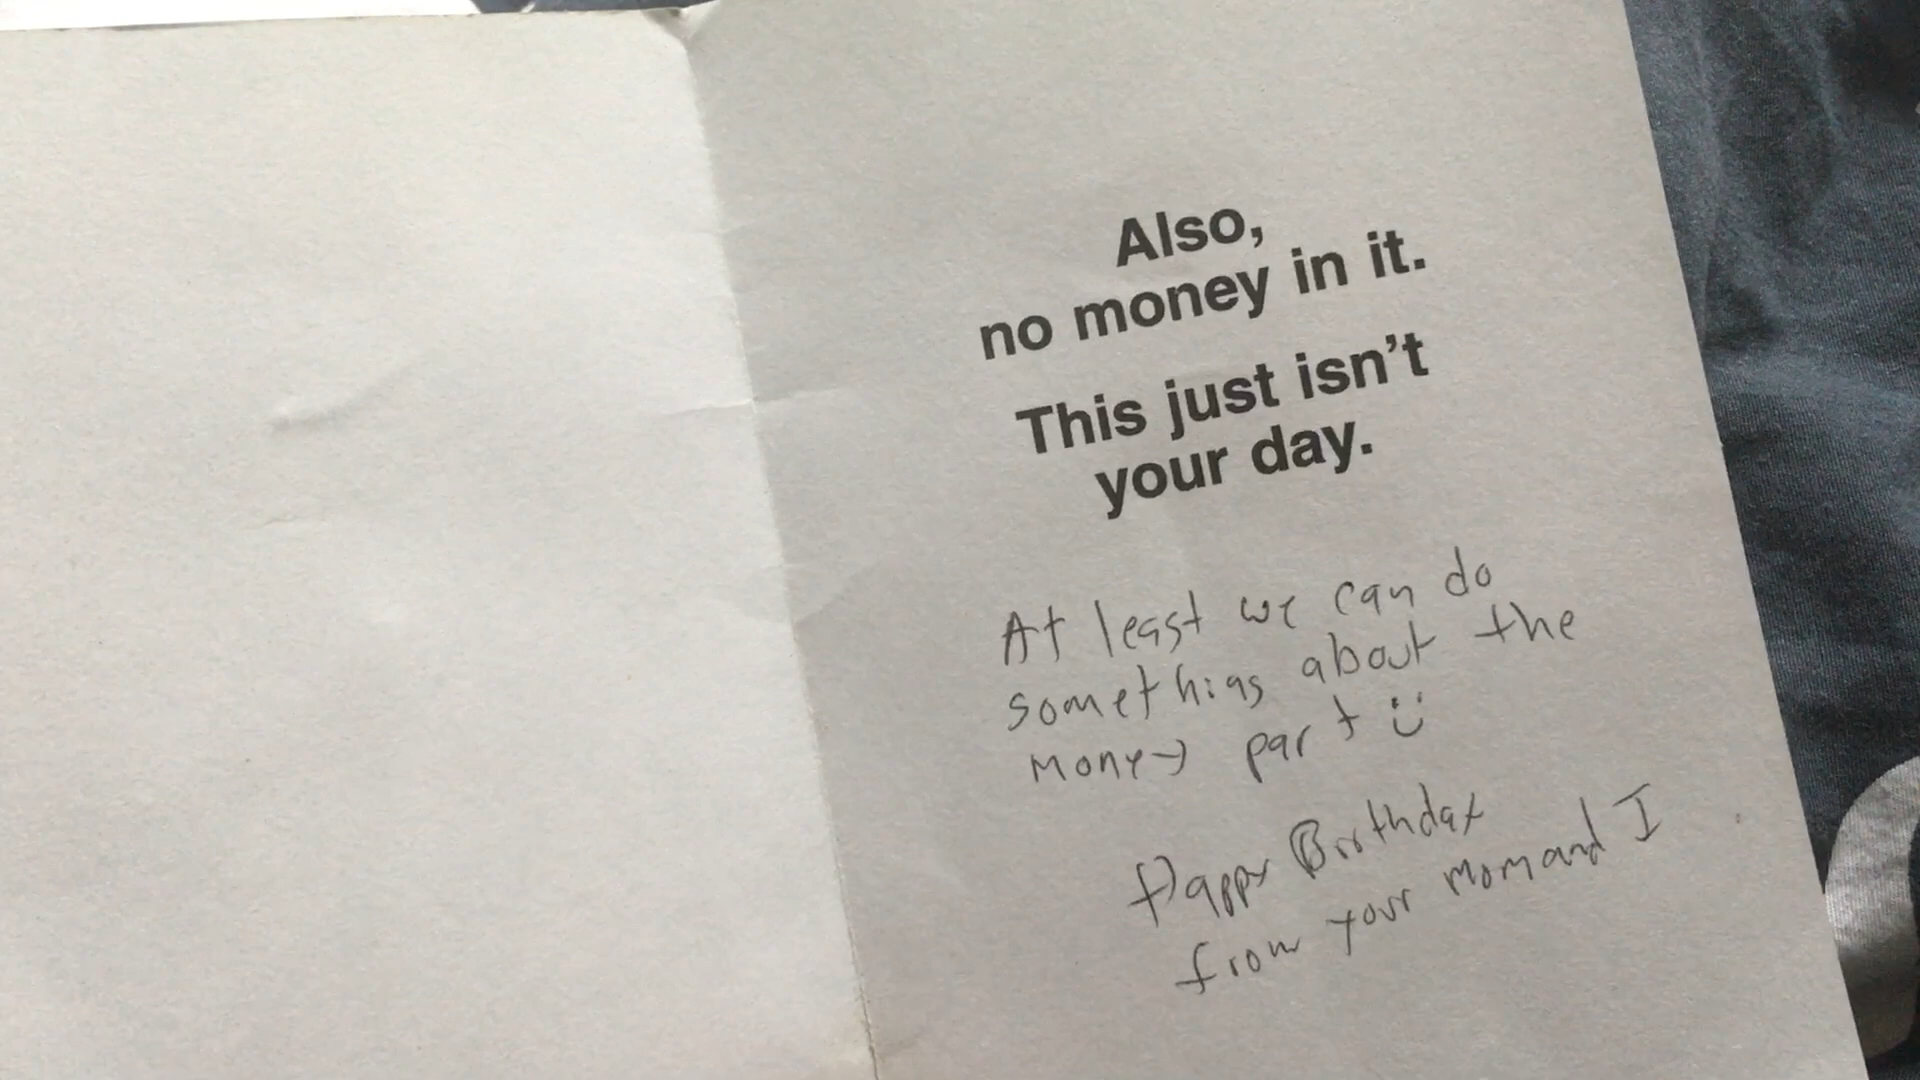 Also,
no money in it.
This just isn't
your day.
At least we can do
something about the
money part :)
Happy Birthday
from your Mom and I